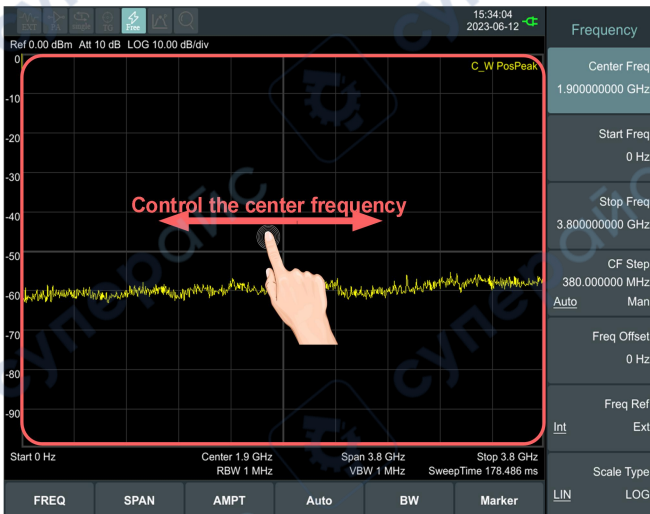 EXT PA single TG Free
15:34:04
2023-06-12
Ref 0.00 dBm Att 10 dB LOG 10.00 dB/div
C_W PosPeak
0
-10
-20
-30
-40
-50
-60
-70
-80
-90
Control the center frequency
Start 0 Hz Center 1.9 GHz Span 3.8 GHz Stop 3.8 GHz
RBW 1 MHz VBW 1 MHz SweepTime 178.486 ms
FREQ SPAN AMPT Auto BW Marker
Frequency
Center Freq
1.900000000 GHz
Start Freq
0 Hz
Stop Freq
3.800000000 GHz
CF Step
380.000000 MHz
Auto Man
Freq Offset
0 Hz
Freq Ref
Int Ext
Scale Type
LIN LOG